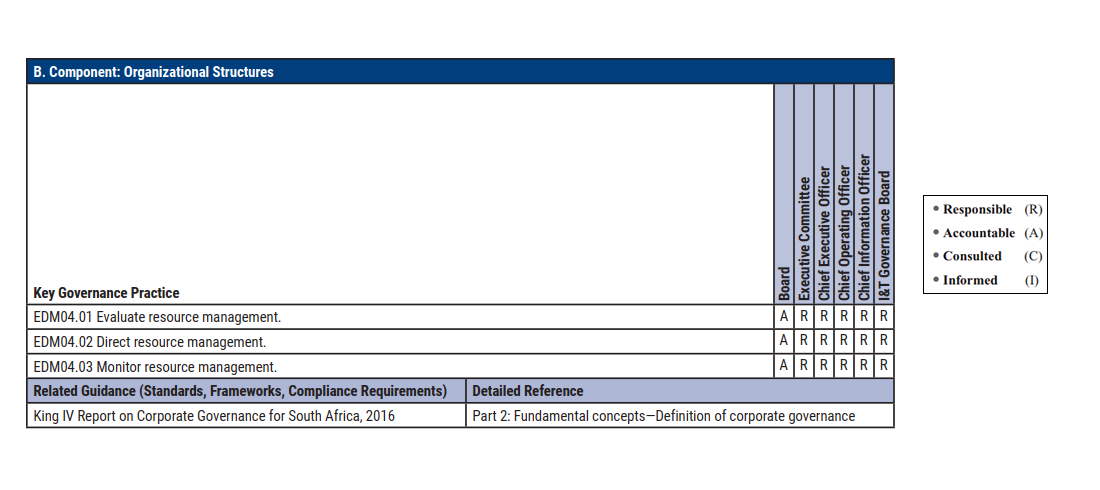 B. Component: Organizational Structures
Key Governance Practice
Board
Executive Committee
Chief Executive Officer
Chief Operating Officer
Chief Information Officer
I&T Governance Board
EDM04.01 Evaluate resource management. A R R R R R
EDM04.02 Direct resource management. A R R R R R
EDM04.03 Monitor resource management. A R R R R R
Related Guidance (Standards, Frameworks, Compliance Requirements) Detailed Reference
King IV Report on Corporate Governance for South Africa, 2016 Part 2: Fundamental concepts—Definition of corporate governance
• Responsible (R)
• Accountable (A)
• Consulted (C)
• Informed (I)